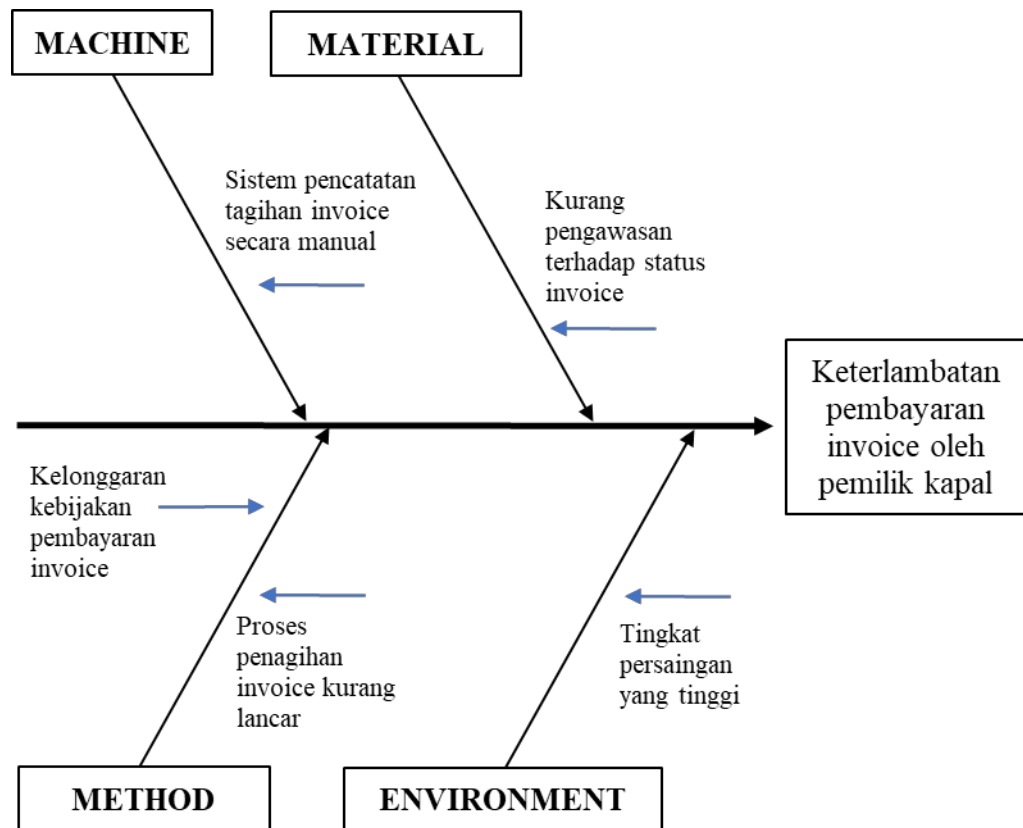 MACHINE
MATERIAL
Sistem pencatatan
tagihan invoice
secara manual
Kurang
pengawasan
terhadap status
invoice
Keterlambatan
pembayaran
invoice oleh
pemilik kapal
Kelonggaran
kebijakan
pembayaran
invoice
Proses
penagihan
invoice kurang
lancar
Tingkat
persaingan
yang tinggi
METHOD
ENVIRONMENT